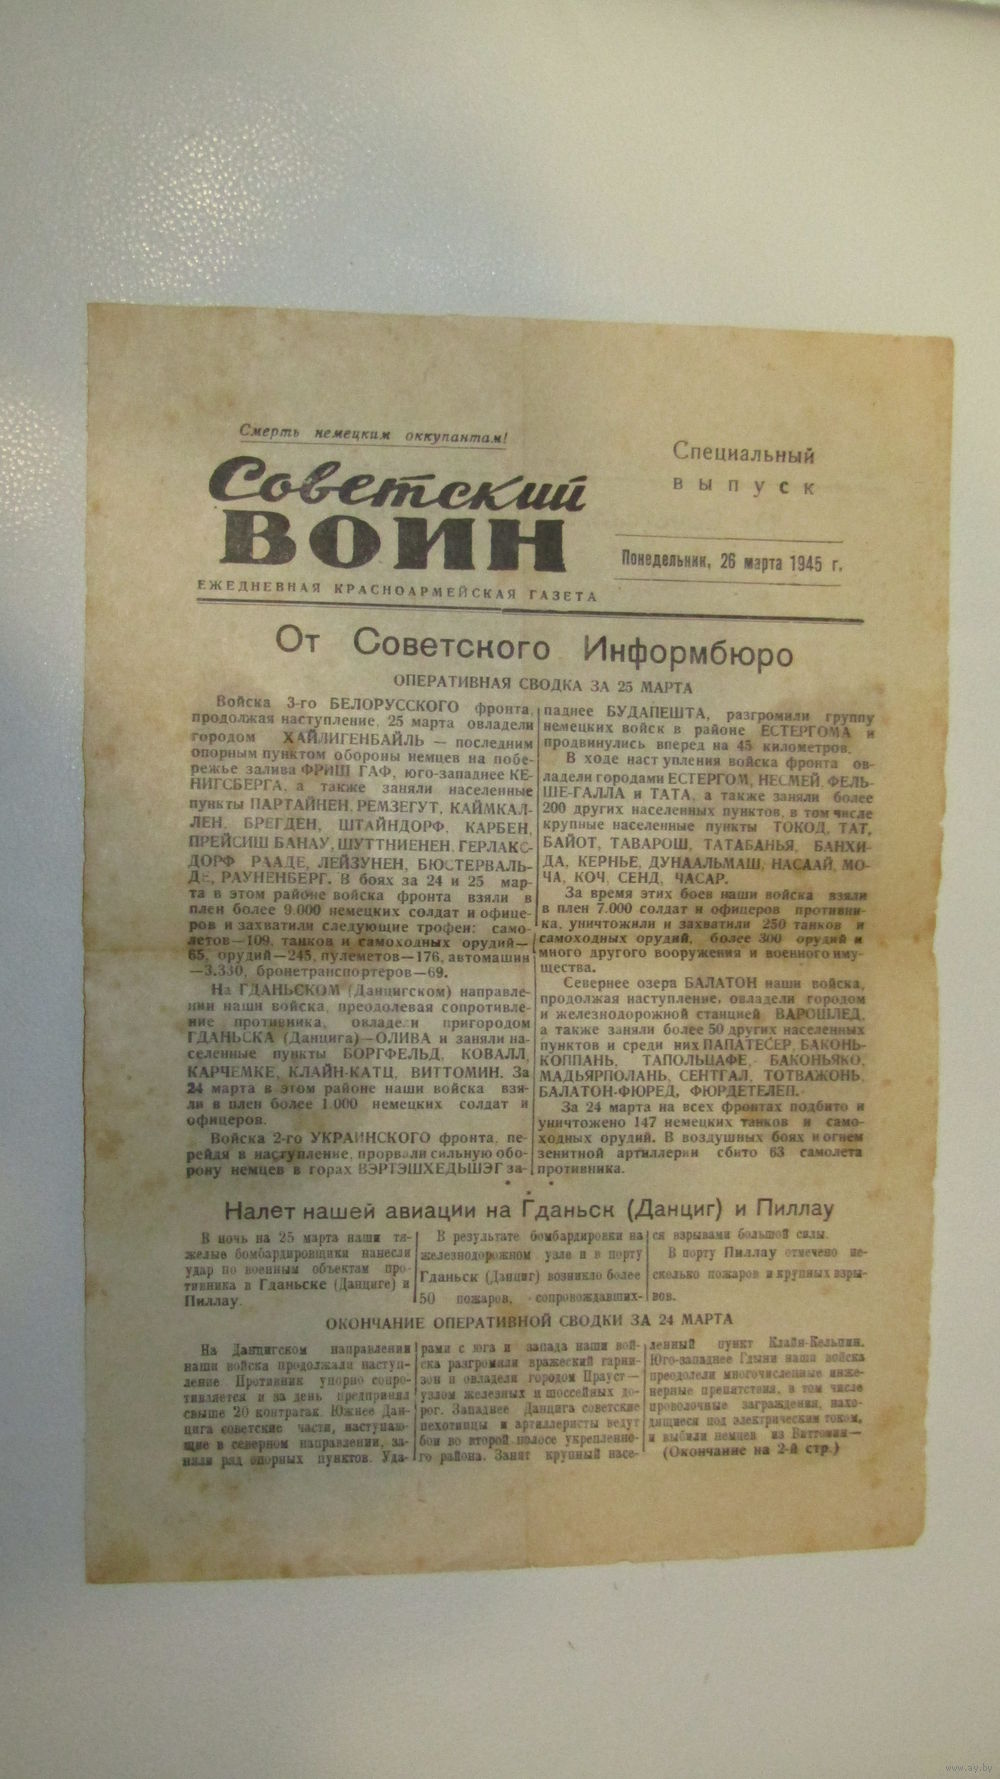 Смерть немецким оккупантам!
Советский
ВОИН
ЕЖЕДНЕВНАЯ КРАСНОАРМЕЙСКАЯ ГАЗЕТА
Специальный
выпуск
Понедельник, 26 марта 1945 г.
От Советского Информбюро
ОПЕРАТИВНАЯ СВОДКА ЗА 25 МАРТА
Войска 3-го БЕЛОРУССКОГО фронта,
продолжая наступление, 25 марта овладели
городом ХАЙЛИГЕНБАЙЛЬ — последним
опорным пунктом обороны немцев на побе-
режье залива ФРИШ ГАФ, юго-западнее КЕ-
НИГСБЕРГА, а также заняли населенные
пункты ПАРТАЙНЕН, РЕМЗЕГУТ, КАЙМКАЛ-
ЛЕН, БРЕГДЕН, ШТАЙНДОРФ, КАРБЕН,
ПРЕЙСИШ БАНАУ, ШУТТНИЕНЕН, ГЕРЛАКС-
ДОРФ, РААДЕ, ЛЕЙЗУНЕН, БЮСТЕРВАЛЬ-
ДЕ, РАУНЕНБЕРГ. В боях за 24 и 25 мар-
та в этом районе войска фронта взяли в
плен более 9.000 немецких солдат и офице-
ров и захватили следующие трофеи: само-
летов—109, танков и самоходных орудий—
65, орудий—245, пулеметов—176, автомашин
—3.330, бронетранспортеров—69.
На ГДАНЬСКОМ (Данцигском) направле-
нии наши войска, преодолевая сопротивле-
ние противника, овладели пригородом
ГДАНЬСКА (Данцига)—ОЛИВА и заняли на-
селенные пункты БОРГФЕЛЬД, КОВАЛЛ,
КАРЧЕМКЕ, КЛАЙН-КАТЦ, ВИТТОМИН. За
24 марта в этом районе наши войска взя-
ли в плен более 1.000 немецких солдат и
офицеров.
Войска 2-го УКРАИНСКОГО фронта, пе-
рейдя в наступление, прорвали сильную обо-
рону немцев в горах ВЭРТЭШХЕДЬШЭГ за-
паднее БУДАПЕШТА, разгромили группу
немецких войск в районе ЕСТЕРГОМА и
продвинулись вперед на 45 километров.
В ходе наступления войска фронта ов-
ладели городами ЕСТЕРГОМ, НЕСМЕЙ, ФЕЛЬ-
ШЕ-ГАЛЛА и ТАТА, а также заняли более
200 других населенных пунктов, в том числе
крупные населенные пункты ТОКОД, ТАТ,
БАЙОТ, ТАВАРОШ, ТАТАБАНЬЯ, БАНХИ-
ДА, КЕРНЬЕ, ДУНААЛЬМАШ, НАСААЙ, МО-
ЧА, КОЧ, СЕНД, ЧАСАР.
За время этих боев наши войска взяли
в плен 7.000 солдат и офицеров противни-
ка, уничтожили и захватили 250 танков и
самоходных орудий, более 300 орудий и
много другого вооружения и военного иму-
щества.
Севернее озера БАЛАТОН наши войска,
продолжая наступление, овладели городом
и железнодорожной станцией ВАРОШЛЕД,
а также заняли более 50 других населенных
пунктов и среди них ПАПАТЕСЕР, БАКОНЬ-
КОППАНЬ, ТАПОЛЬЦАФЕ, БАКОНЬЯКО,
МАДЬЯРПОЛАНЬ, СЕНТГАЛ, ТОТВАЖОНЬ,
БАЛАТОН-ФЮРЕД, ФЮРДЕТЕЛЕП.
За 24 марта на всех фронтах подбито и
уничтожено 147 немецких танков и само-
ходных орудий. В воздушных боях и огнем
зенитной артиллерии сбито 63 самолета
противника.
Налет нашей авиации на Гданьск (Данциг) и Пиллау
В ночь на 25 марта наши тя-
желые бомбардировщики нанесли
удар по военным объектам про-
тивника в Гданьске (Данциге) и
Пиллау.
В результате бомбардировки на
железнодорожном узле и в порту
Гданьск (Данциг) возникло более
50 пожаров, сопровождавших-
ся взрывами большой силы.
В порту Пиллау отмечено не-
сколько пожаров и крупных взры-
вов.
ОКОНЧАНИЕ ОПЕРАТИВНОЙ СВОДКИ ЗА 24 МАРТА
На Данцигском направлении
наши войска продолжали наступ-
ление. Противник упорно сопро-
тивляется и за день предпринял
свыше 20 контратак. Южнее Дан-
цига советские части, наступаю-
щие в северном направлении, за-
няли ряд опорных пунктов. Уда-
рами с юга и запада наши вой-
ска разгромили вражеский гарни-
зон и овладели городом Прауст—
узлом железных и шоссейных до-
рог. Западнее Данцига советские
пехотинцы и артиллеристы ведут
бои во второй полосе укрепленно-
го района. Занят крупный насе-
ленный пункт Клайн-Кельпин.
Юго-западнее Гдыни наши войска
преодолели многочисленные инже-
нерные препятствия, в том числе
проволочные заграждения, нахо-
дящиеся под электрическим током,
и выбили немцев из Виттомин—
(Окончание на 2-й стр.)
www.ay.by